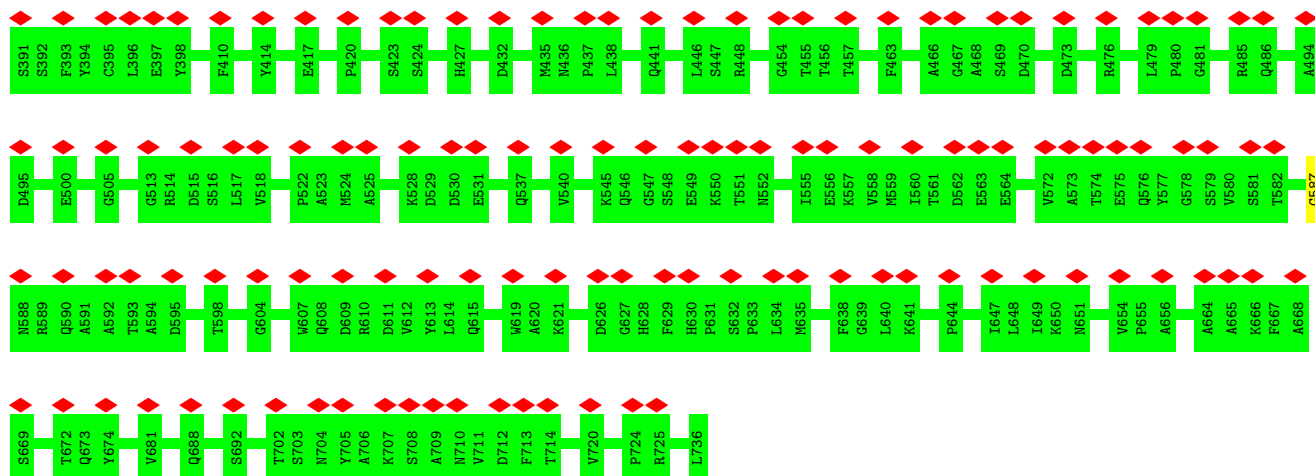 S391 S392 F393 Y394 C395 L396 E397 Y398 F410 Y414 E417 P420 S423 S424 H427 D432 M435 N436 P437 L438 Q441 L446 S447 R448 G454 T455 T456 T457 F463 A466 G467 A468 S469 D470 D473 R476 L479 P480 G481 R485 Q486 A494
D495 E500 G505 G513 R514 D515 S516 L517 V518 P522 A523 M524 A525 K528 D529 D530 E531 Q537 V540 K545 Q546 G547 S548 E549 K550 T551 N552 I555 E556 K557 V558 M559 I560 T561 D562 E563 E564 V572 A573 T574 E575 Q576 Y577 G578 S579 V580 S581 T582 G587
N588 R589 Q590 A591 A592 T593 A594 D595 T598 G604 W607 Q608 D609 R610 D611 V612 Y613 L614 Q615 W619 A620 K621 D626 G627 H628 F629 H630 P631 S632 P633 L634 M635 F638 G639 L640 K641 P644 I647 L648 I649 K650 N651 V654 P655 A656 A664 A665 K666 F667 A668
S669 T672 Q673 Y674 V681 Q688 S692 T702 S703 N704 Y705 A706 K707 S708 A709 N710 V711 D712 F713 T714 V720 P724 R725 L736